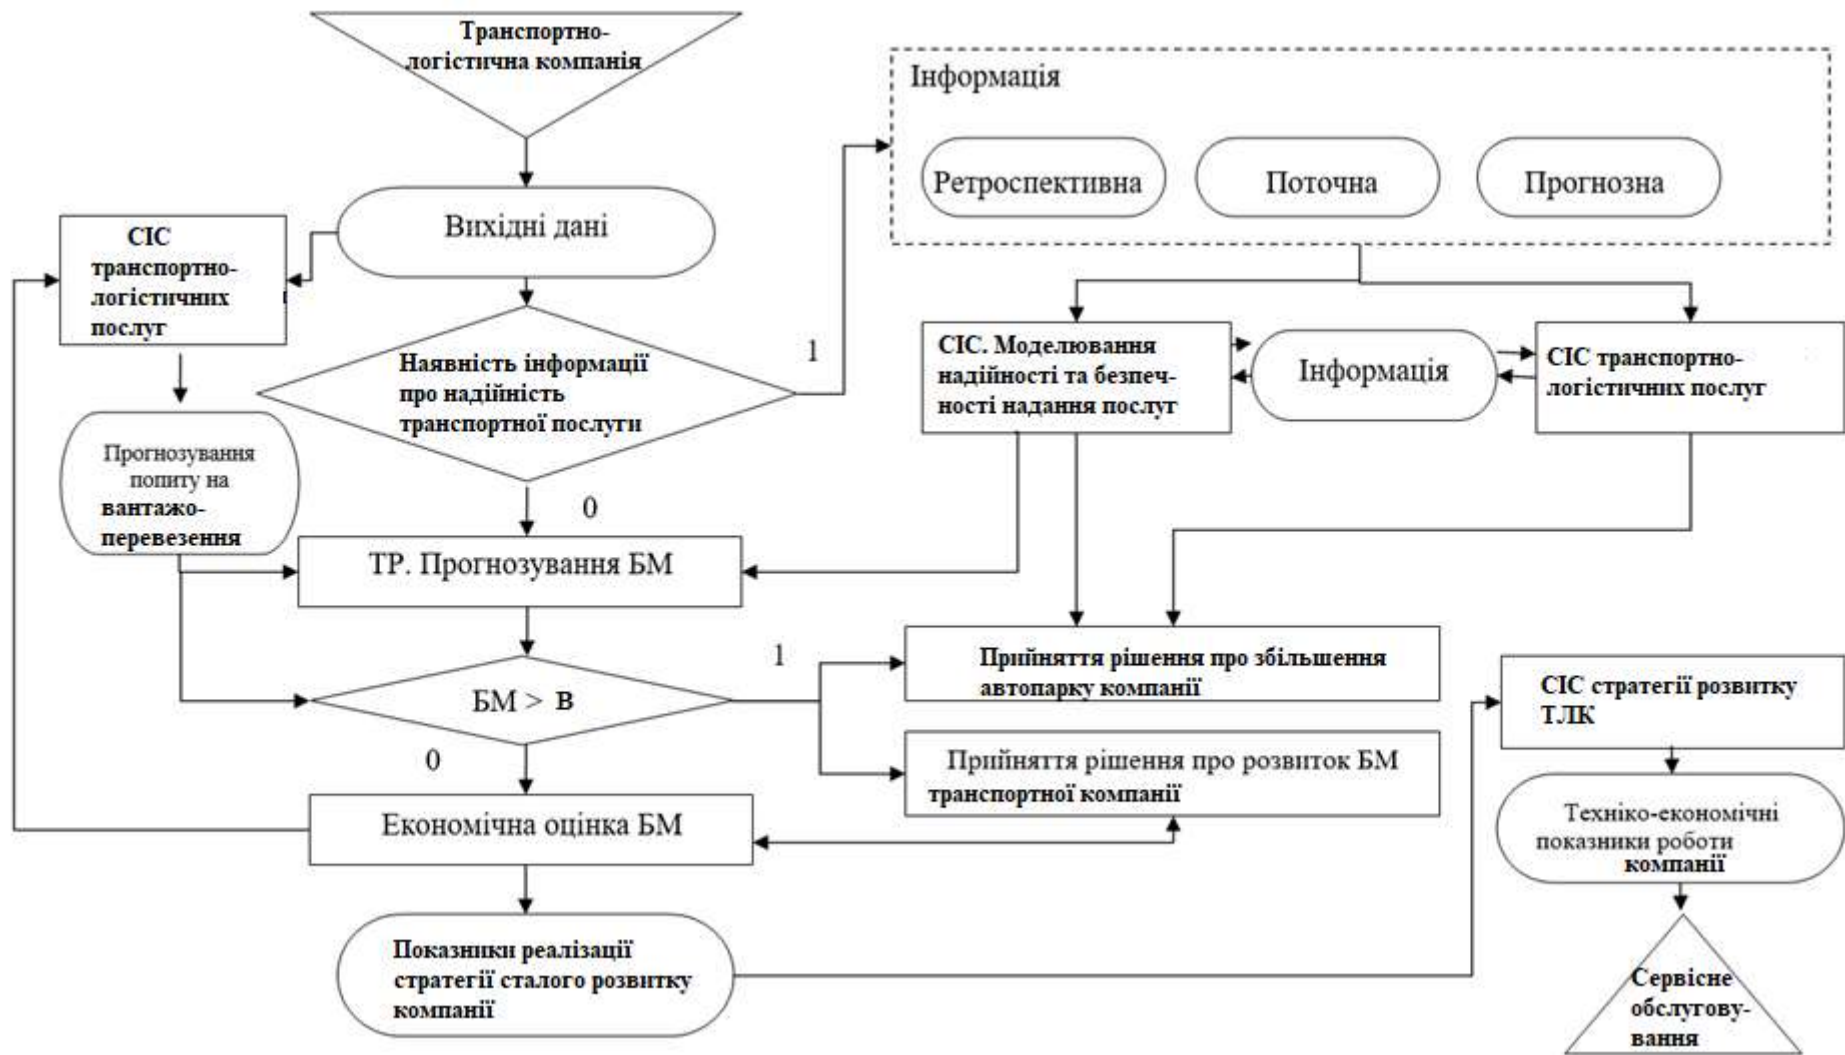 Транспортно-
логістична компанія
Інформація
Ретроспективна
Поточна
Прогнозна
Вихідні дані
СІС
транспортно-
логістичних
послуг
Наявність інформації
про надійність
транспортної послуги
1
0
СІС. Моделювання
надійності та безпеч-
ності надання послуг
Інформація
СІС транспортно-
логістичних послуг
Прогнозування
попиту на
вантажо-
перевезення
ТР. Прогнозування БМ
БМ > В
1
0
Прийняття рішення про збільшення
автопарку компанії
Прийняття рішення про розвиток БМ
транспортної компанії
СІС стратегії розвитку
ТЛК
Економічна оцінка БМ
Техніко-економічні
показники роботи
компанії
Показники реалізації
стратегії сталого розвитку
компанії
Сервісне
обслугову-
вання